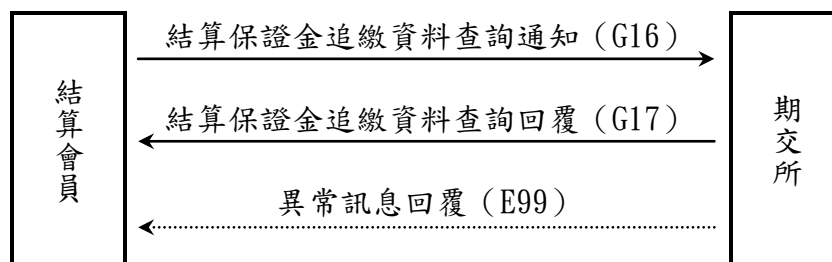 結算保證金追繳資料查詢通知（G16）
結算會員
結算保證金追繳資料查詢回覆（G17）
期交所
異常訊息回覆（E99）